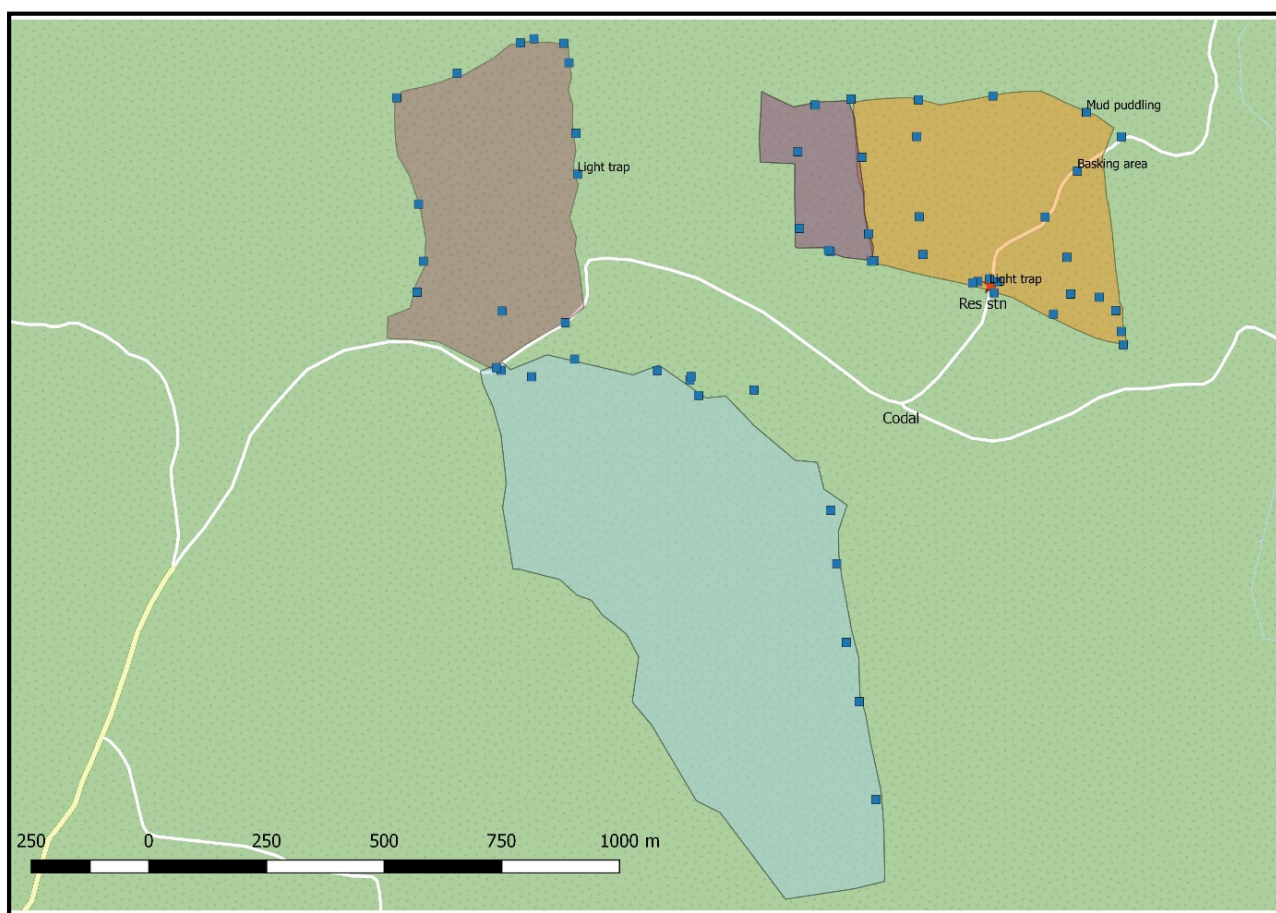 Mud puddling
Light trap
Basking area
Light trap
Res stn
Codal
250 0 250 500 750 1000 m